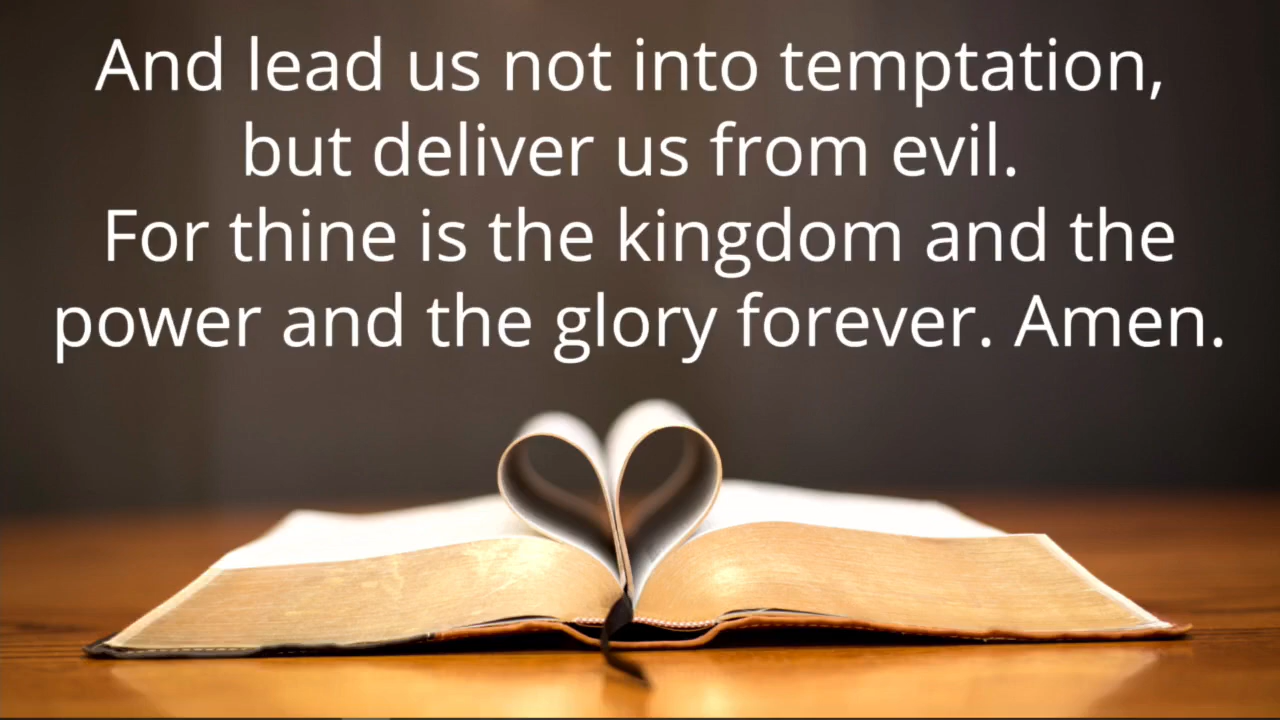 And lead us not into temptation,
but deliver us from evil.
For thine is the kingdom and the
power and the glory forever. Amen.